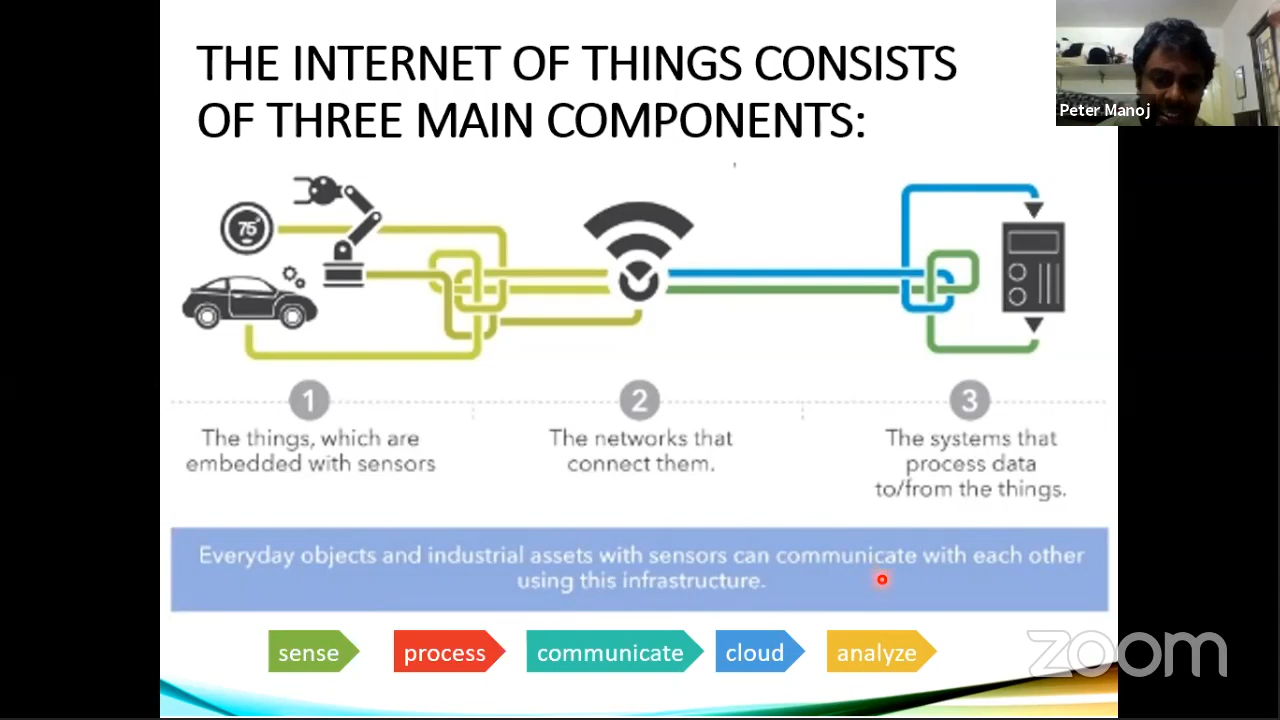 THE INTERNET OF THINGS CONSISTS
OF THREE MAIN COMPONENTS:
Peter Manoj
75°
1
The things, which are
embedded with sensors
2
The networks that
connect them.
3
The systems that
process data
to/from the things.
Everyday objects and industrial assets with sensors can communicate with each other
using this infrastructure.
sense
process
communicate
cloud
analyze
zoom